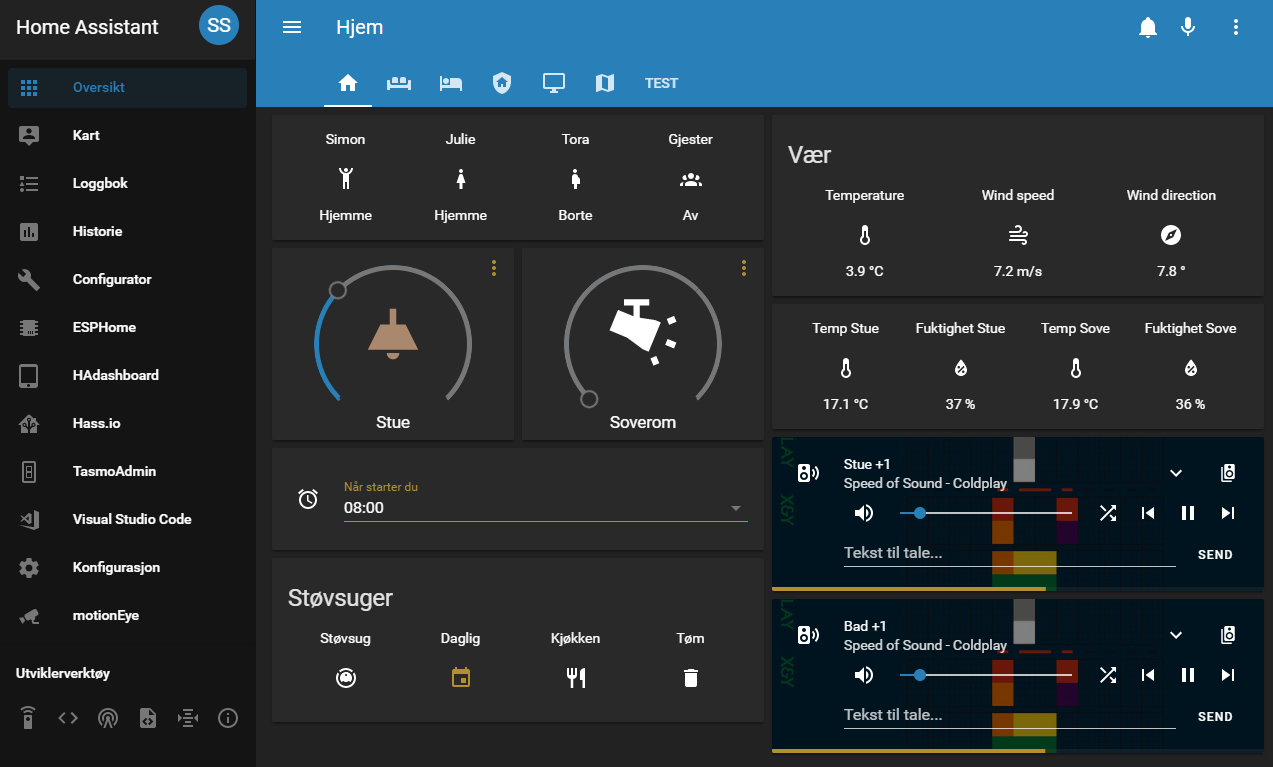 Home Assistant
SS
Oversikt
Kart
Loggbok
Historie
Configurator
ESPHome
HAdashboard
Hass.io
TasmoAdmin
Visual Studio Code
Konfigurasjon
motionEye
Utviklerverktøy
Hjem
TEST
Simon Julie Tora Gjester
Hjemme Hjemme Borte Av
Stue
Soverom
Når starter du
08:00
Støvsuger
Støvsug Daglig Kjøkken Tøm
Vær
Temperature Wind speed Wind direction
3.9 °C 7.2 m/s 7.8 °
Temp Stue Fuktighet Stue Temp Sove Fuktighet Sove
17.1 °C 37 % 17.9 °C 36 %
LAY
XGY
Stue +1
Speed of Sound - Coldplay
Tekst til tale... SEND
LAY
XGY
Bad +1
Speed of Sound - Coldplay
Tekst til tale... SEND